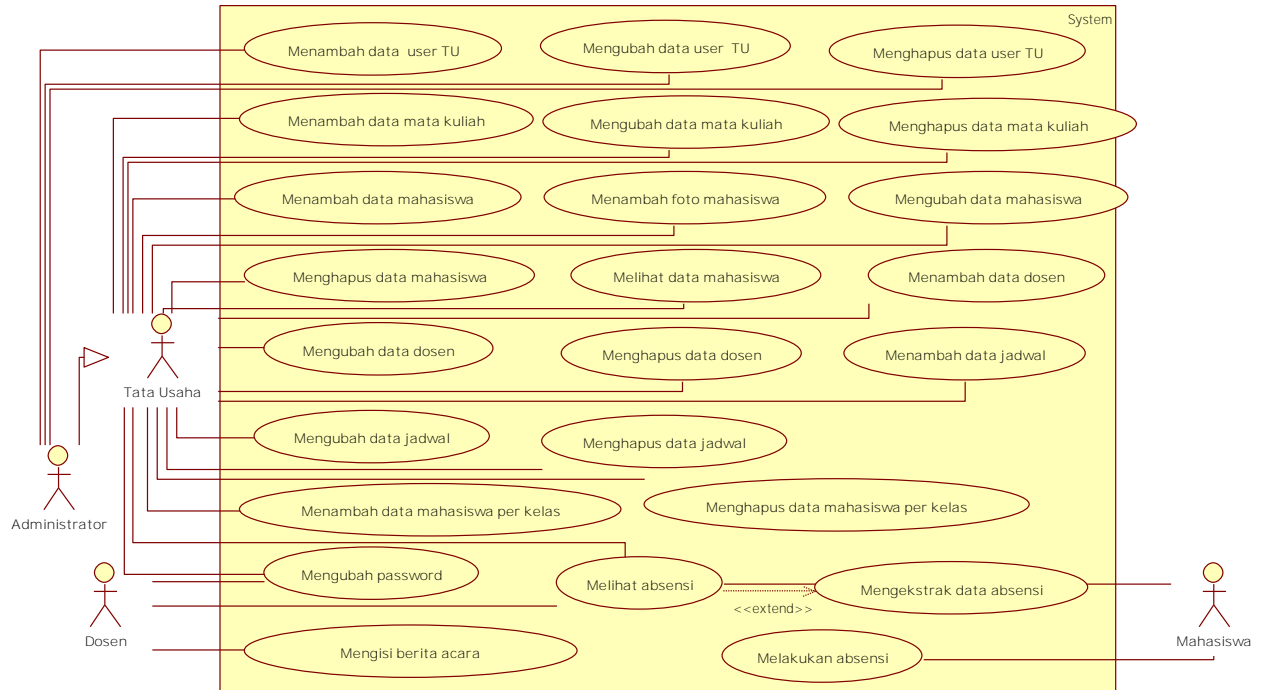 System
Menambah data user TU
Mengubah data user TU
Menghapus data user TU
Menambah data mata kuliah
Mengubah data mata kuliah
Menghapus data mata kuliah
Menambah data mahasiswa
Menambah foto mahasiswa
Mengubah data mahasiswa
Menghapus data mahasiswa
Melihat data mahasiswa
Menambah data dosen
Mengubah data dosen
Menghapus data dosen
Menambah data jadwal
Tata Usaha
Mengubah data jadwal
Menghapus data jadwal
Menambah data mahasiswa per kelas
Menghapus data mahasiswa per kelas
Administrator
Mengubah password
Melihat absensi
Mengekstrak data absensi
<<extend>>
Dosen
Mahasiswa
Mengisi berita acara
Melakukan absensi